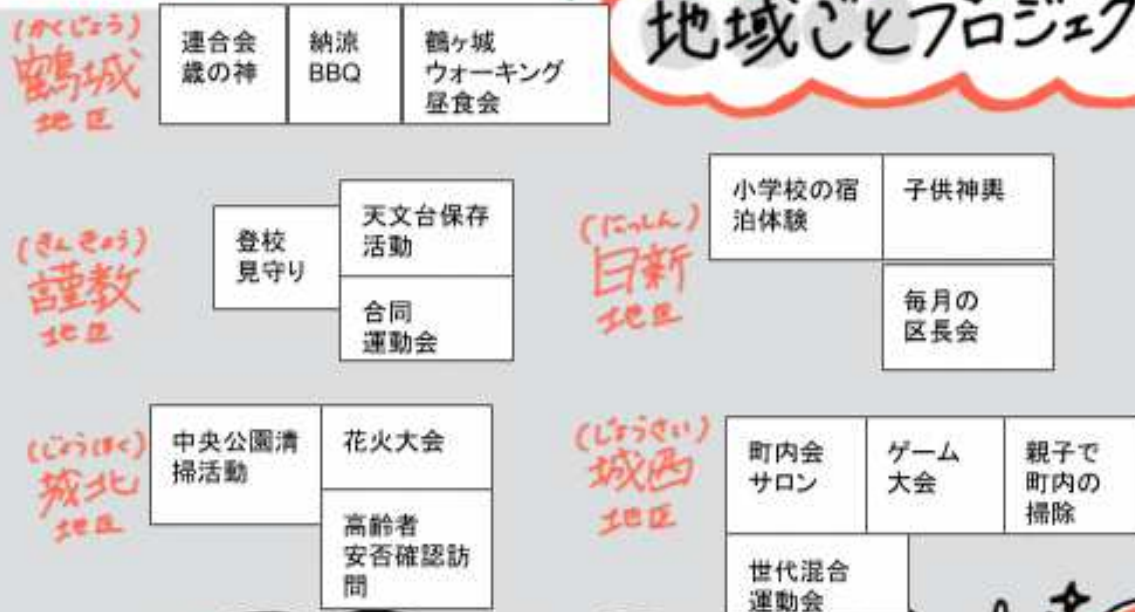 地域ごとプロジェク
(かくじょう)
鶴城
地区
連合会
歳の神
納涼
BBQ
鶴ヶ城
ウォーキング
昼食会
(きんきょう)
謹教
地区
登校
見守り
天文台保存
活動
合同
運動会
(にっしん)
日新
地区
小学校の宿
泊体験
子供神輿
毎月の
区長会
(じょうほく)
城北
地区
中央公園清
掃活動
花火大会
高齢者
安否確認訪
問
(じょうさい)
城西
地区
町内会
サロン
ゲーム
大会
親子で
町内の
掃除
世代混合
運動会